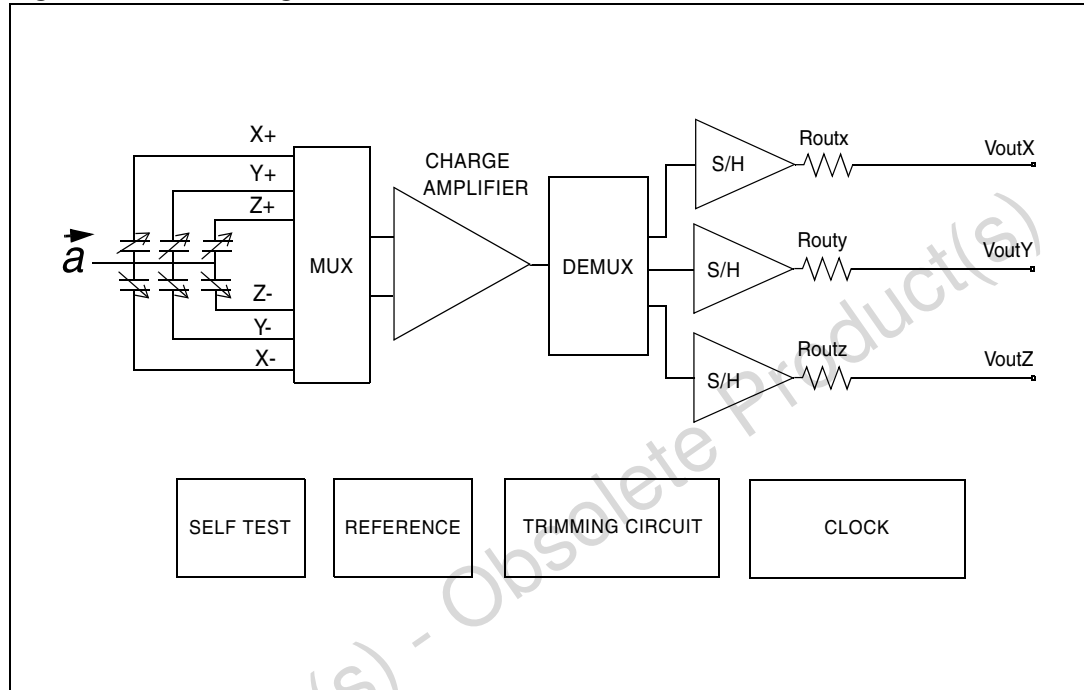 X+
Y+
Z+
a
Z-
Y-
X-
MUX
CHARGE
AMPLIFIER
DEMUX
S/H
Routx
VoutX
S/H
Routy
VoutY
S/H
Routz
VoutZ
SELF TEST
REFERENCE
TRIMMING CIRCUIT
CLOCK
(s) - Obsolete Product(s)